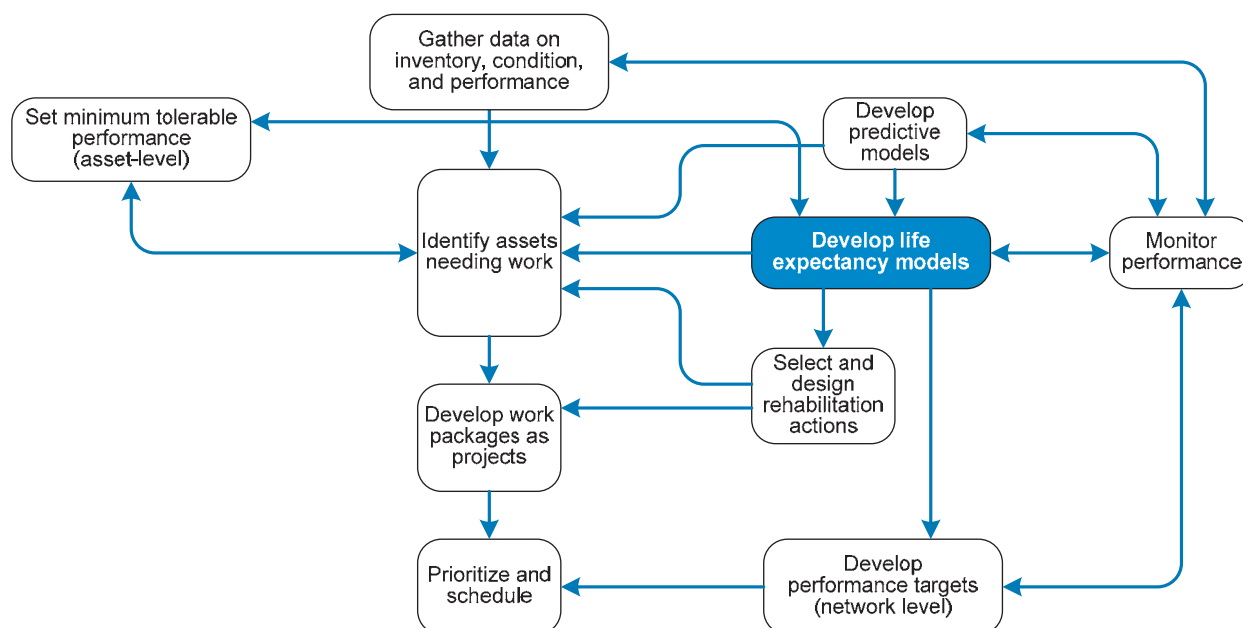 Gather data on
inventory, condition,
and performance
Set minimum tolerable
performance
(asset-level)
Develop
predictive
models
Identify assets
needing work
Develop life
expectancy models
Monitor
performance
Select and
design
rehabilitation
actions
Develop work
packages as
projects
Prioritize and
schedule
Develop
performance targets
(network level)